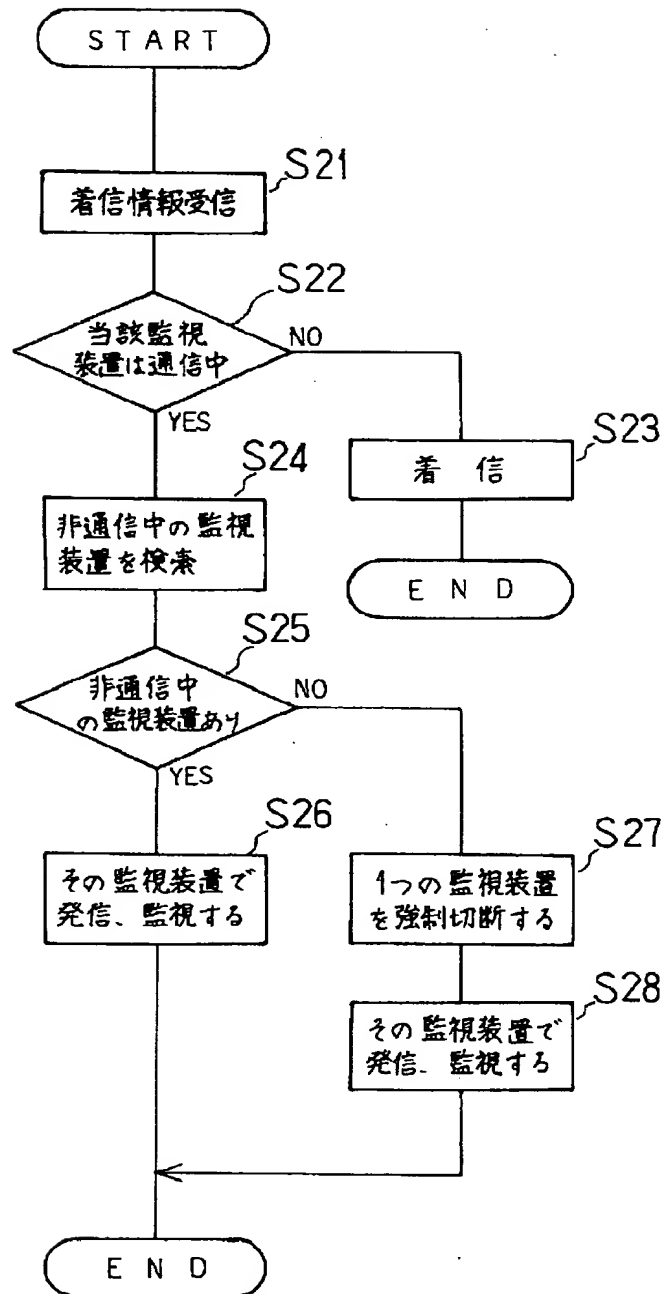 START
S21
着信情報受信
S22
当該監視
装置は通信中
NO
YES
S23
着信
END
S24
非通信中の監視
装置を検索
S25
非通信中
の監視装置あり
NO
YES
S26
その監視装置で
発信、監視する
S27
1つの監視装置
を強制切断する
S28
その監視装置で
発信、監視する
END